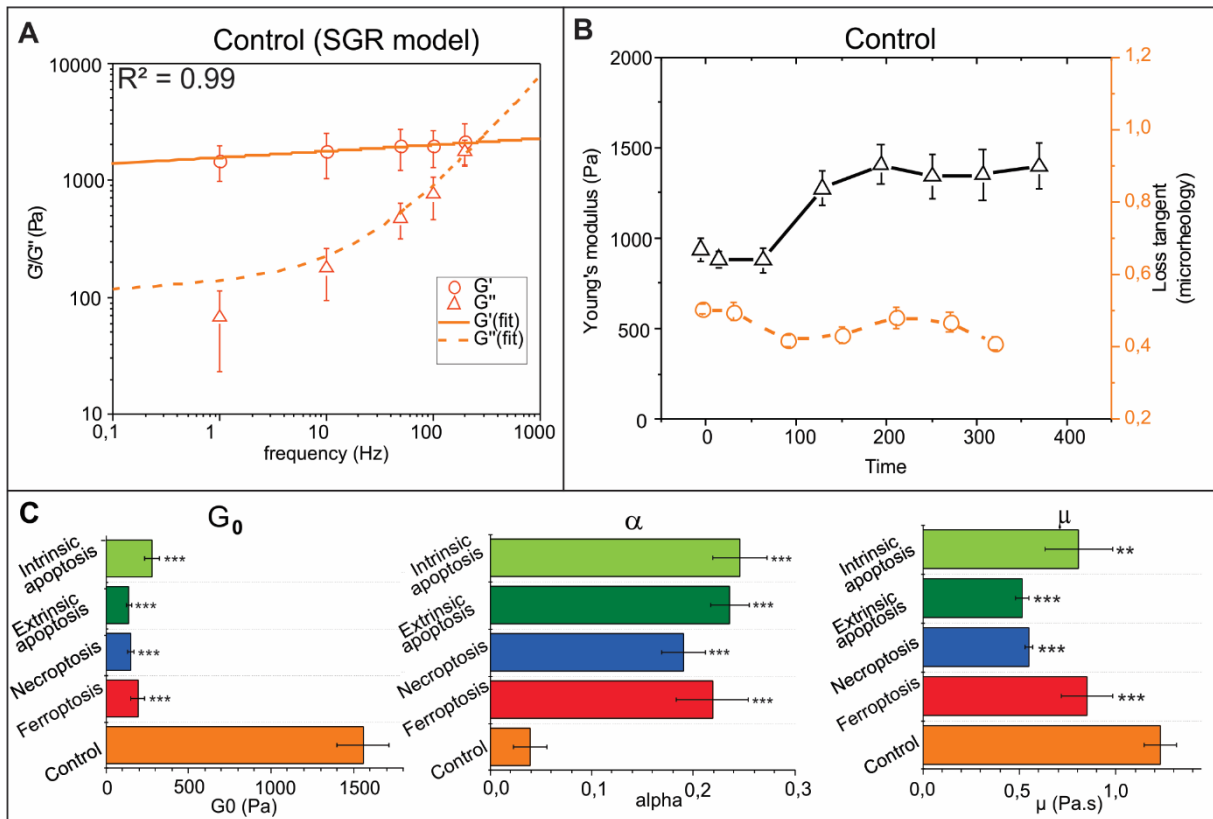 A
Control (SGR model)
R² = 0.99
10000
1000
100
10
G'/G" (Pa)
0,1
1
10
100
1000
frequency (Hz)
G'
G"
G'(fit)
G"(fit)
B
Control
2000
1500
1000
500
0
Young's modulus (Pa)
0
100
200
300
400
Time
1,2
1,0
0,8
0,6
0,4
0,2
Loss tangent
(microrheology)
C
G0
Intrinsic
apoptosis
***
Extrinsic
apoptosis
***
Necroptosis
***
Ferroptosis
***
Control
0
500
1000
1500
G0 (Pa)
α
Intrinsic
apoptosis
***
Extrinsic
apoptosis
***
Necroptosis
***
Ferroptosis
***
Control
0,0
0,1
0,2
0,3
alpha
μ
Intrinsic
apoptosis
**
Extrinsic
apoptosis
***
Necroptosis
***
Ferroptosis
***
Control
0,0
0,5
1,0
μ (Pa.s)